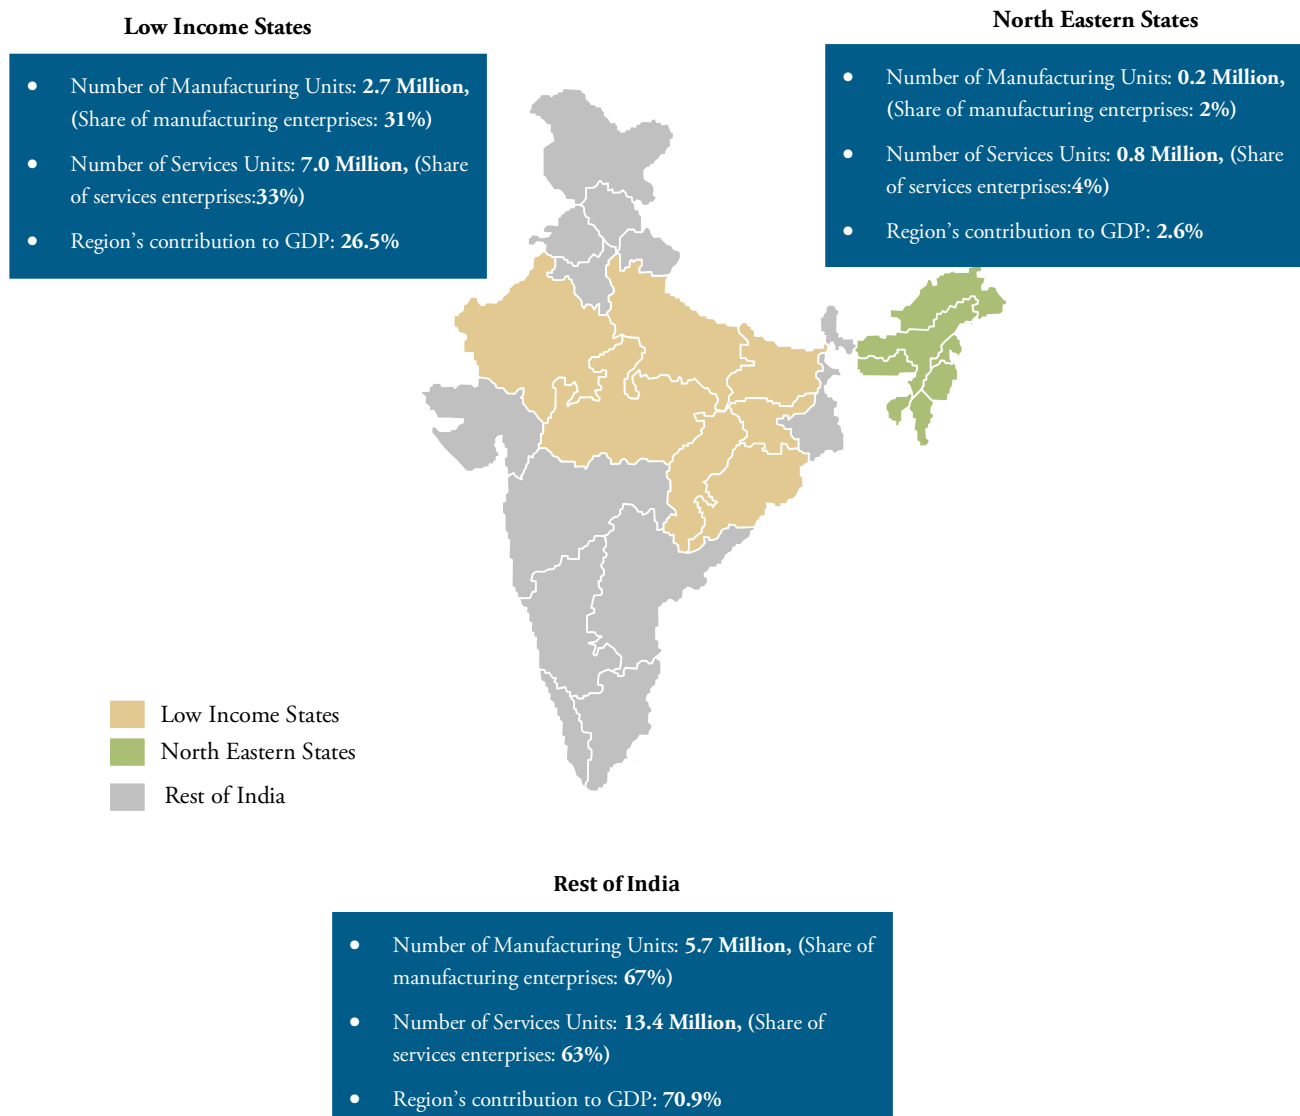 Low Income States
• Number of Manufacturing Units: 2.7 Million,
(Share of manufacturing enterprises: 31%)
• Number of Services Units: 7.0 Million, (Share
of services enterprises:33%)
• Region’s contribution to GDP: 26.5%
North Eastern States
• Number of Manufacturing Units: 0.2 Million,
(Share of manufacturing enterprises: 2%)
• Number of Services Units: 0.8 Million, (Share
of services enterprises:4%)
• Region’s contribution to GDP: 2.6%
Low Income States
North Eastern States
Rest of India
Rest of India
• Number of Manufacturing Units: 5.7 Million, (Share of
manufacturing enterprises: 67%)
• Number of Services Units: 13.4 Million, (Share of
services enterprises: 63%)
• Region’s contribution to GDP: 70.9%